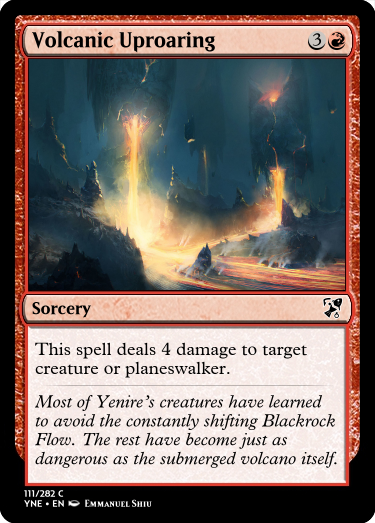 Volcanic Uproaring 3
Sorcery
This spell deals 4 damage to target
creature or planeswalker.
Most of Yenire's creatures have learned
to avoid the constantly shifting Blackrock
Flow. The rest have become just as
dangerous as the submerged volcano itself.
111/282 C
YNE • EN Emmanuel Shiu